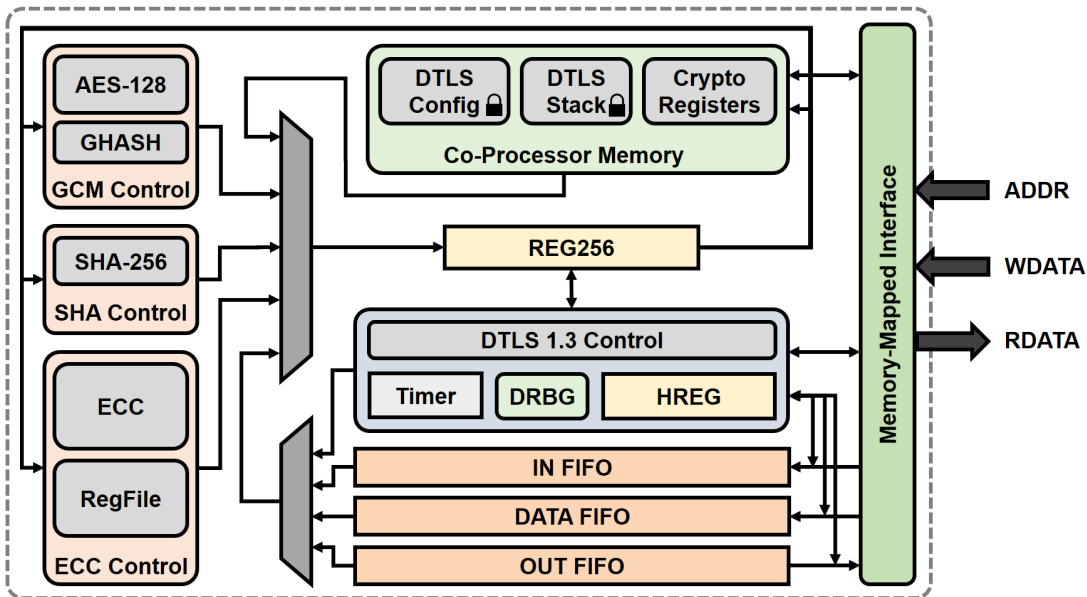 AES-128
GHASH
GCM Control
SHA-256
SHA Control
ECC
RegFile
ECC Control
DTLS
Config
DTLS
Stack
Crypto
Registers
Co-Processor Memory
REG256
DTLS 1.3 Control
Timer
DRBG
HREG
IN FIFO
DATA FIFO
OUT FIFO
Memory-Mapped Interface
ADDR
WDATA
RDATA